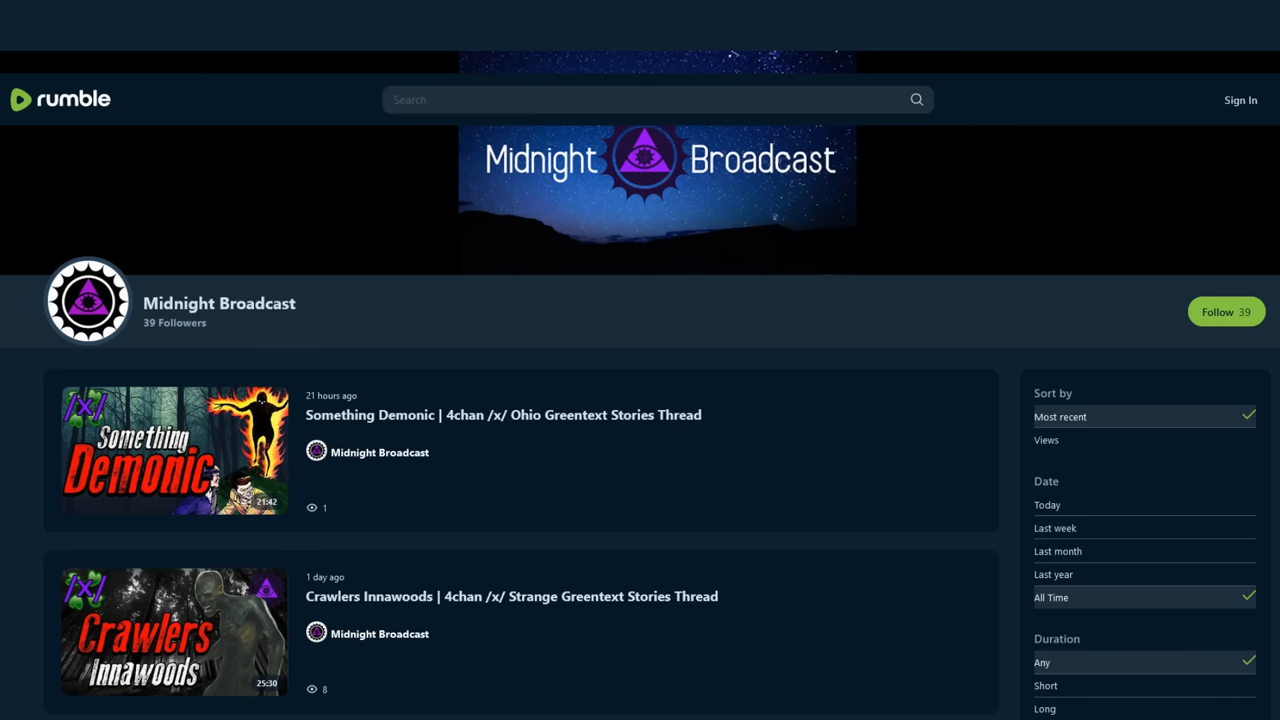 rumble
Search
Sign In
Midnight Broadcast
Midnight Broadcast
39 Followers
Follow 39
/x/
Something
Demonic
21:42
21 hours ago
Something Demonic | 4chan /x/ Ohio Greentext Stories Thread
Midnight Broadcast
1
/x/
Crawlers
Innawoods
25:30
1 day ago
Crawlers Innawoods | 4chan /x/ Strange Greentext Stories Thread
Midnight Broadcast
8
Sort by
Most recent
Views
Date
Today
Last week
Last month
Last year
All Time
Duration
Any
Short
Long